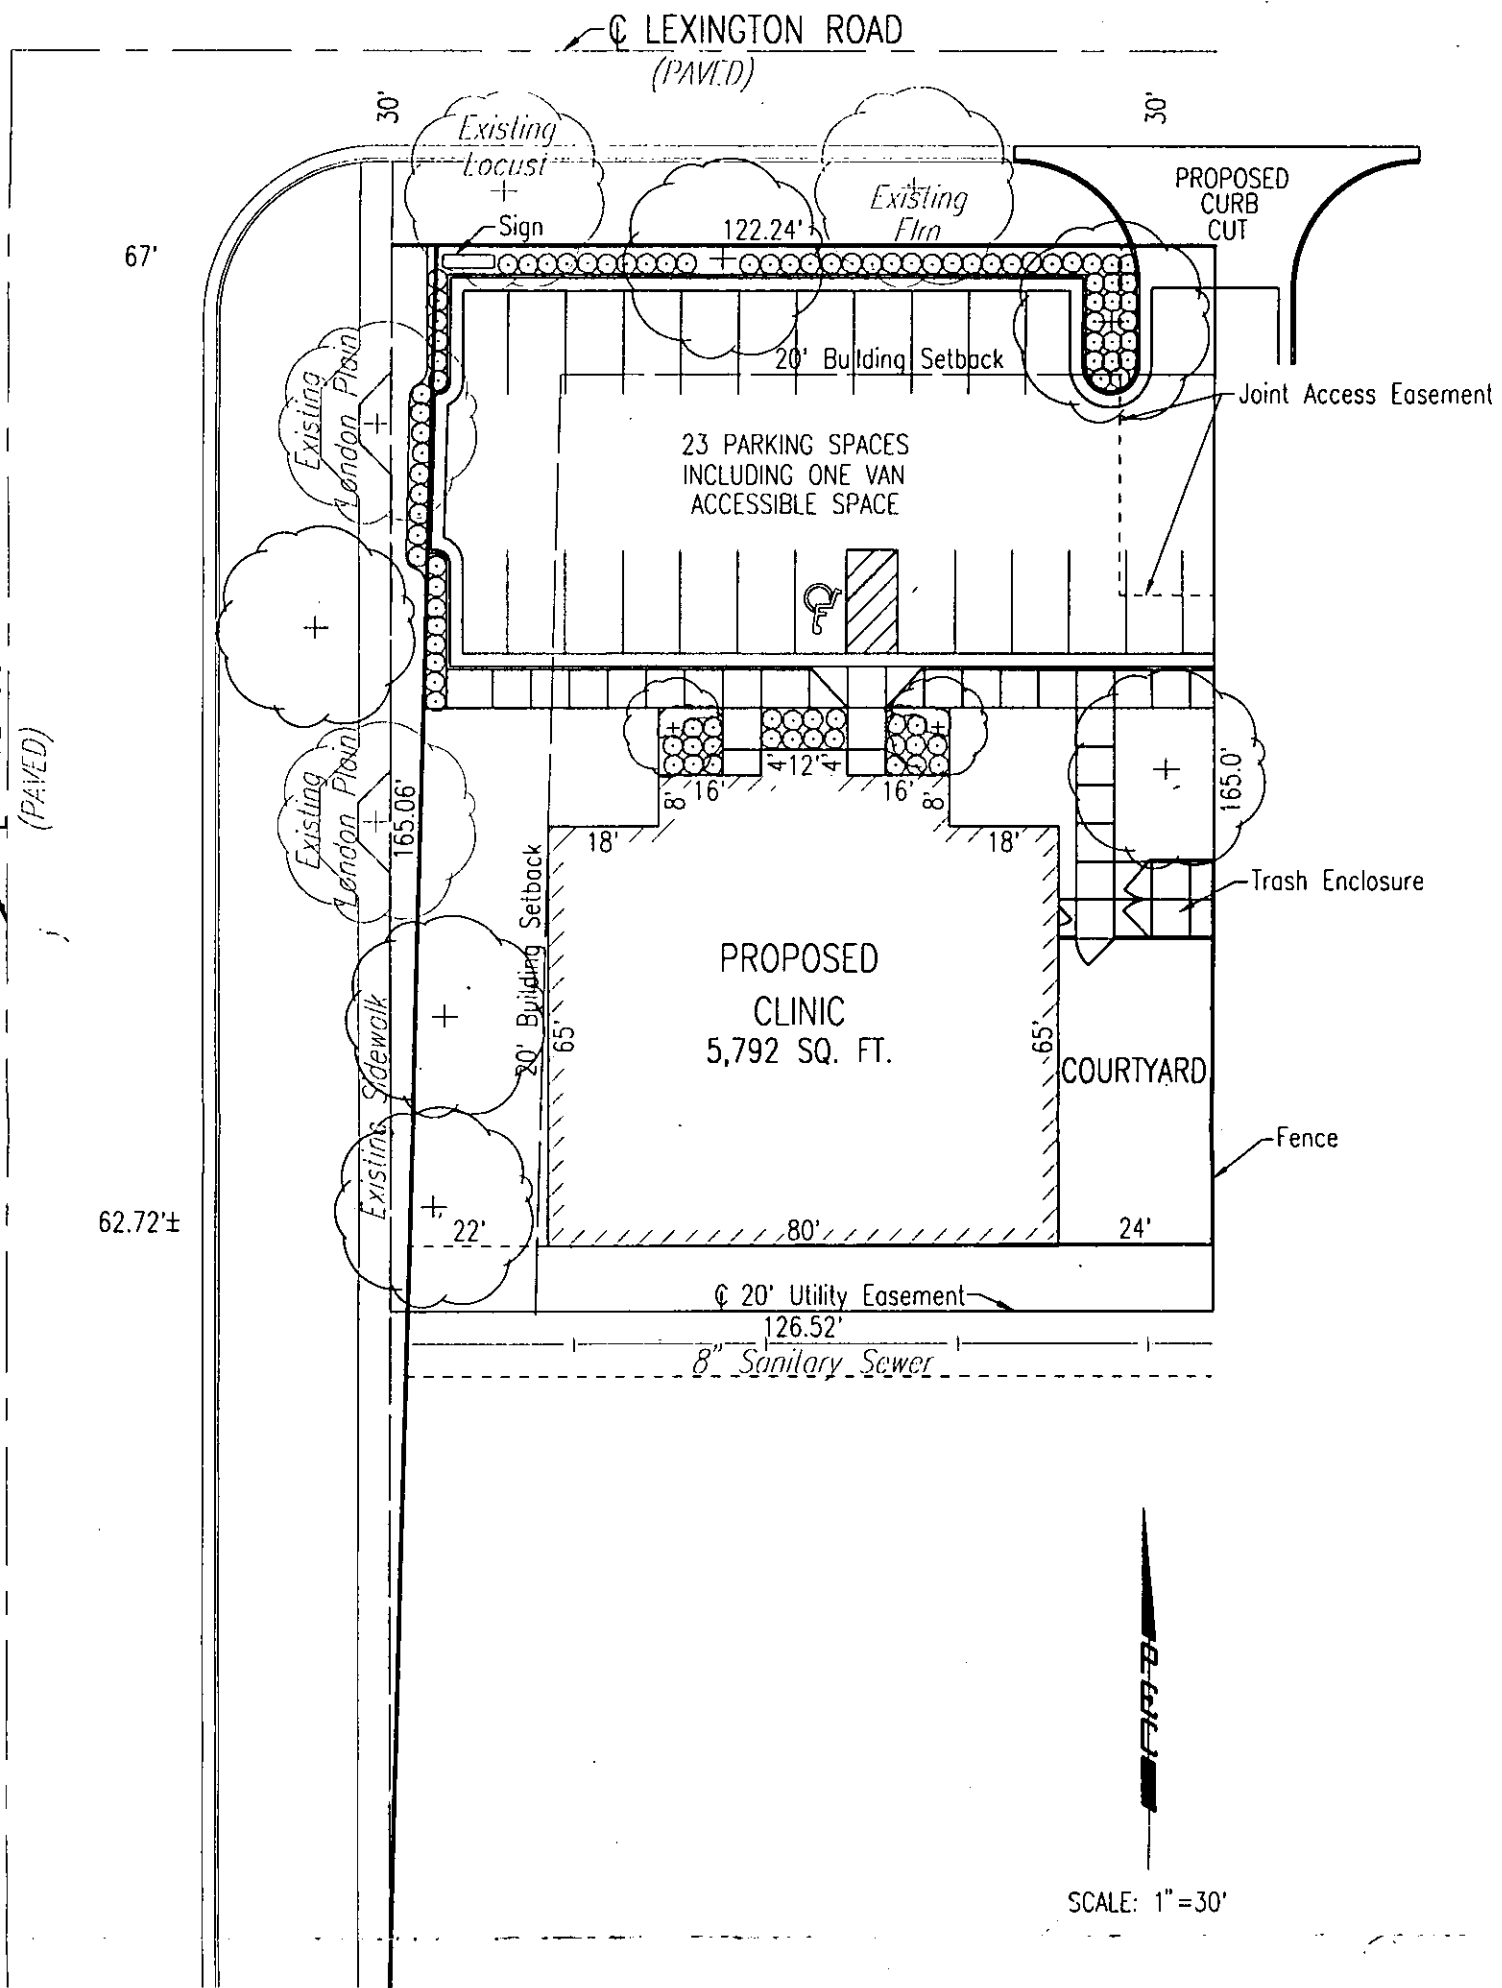 ℄ LEXINGTON ROAD
(PAVED)
30'
30'
Existing
Locust
Existing
Elm
PROPOSED
CURB
CUT
Sign
122.24'
67'
20' Building Setback
Joint Access Easement
Existing
London Plain
23 PARKING SPACES
INCLUDING ONE VAN
ACCESSIBLE SPACE
(PAVED)
Existing
London Plain
165.06'
4'
12'
4'
16'
16'
8'
8'
18'
18'
165.0'
20' Building Setback
Trash Enclosure
PROPOSED
CLINIC
5,792 SQ. FT.
65'
65'
COURTYARD
Existing Sidewalk
Fence
62.72'±
22'
80'
24'
℄ 20' Utility Easement
126.52'
8" Sanitary Sewer
SCALE: 1"=30'